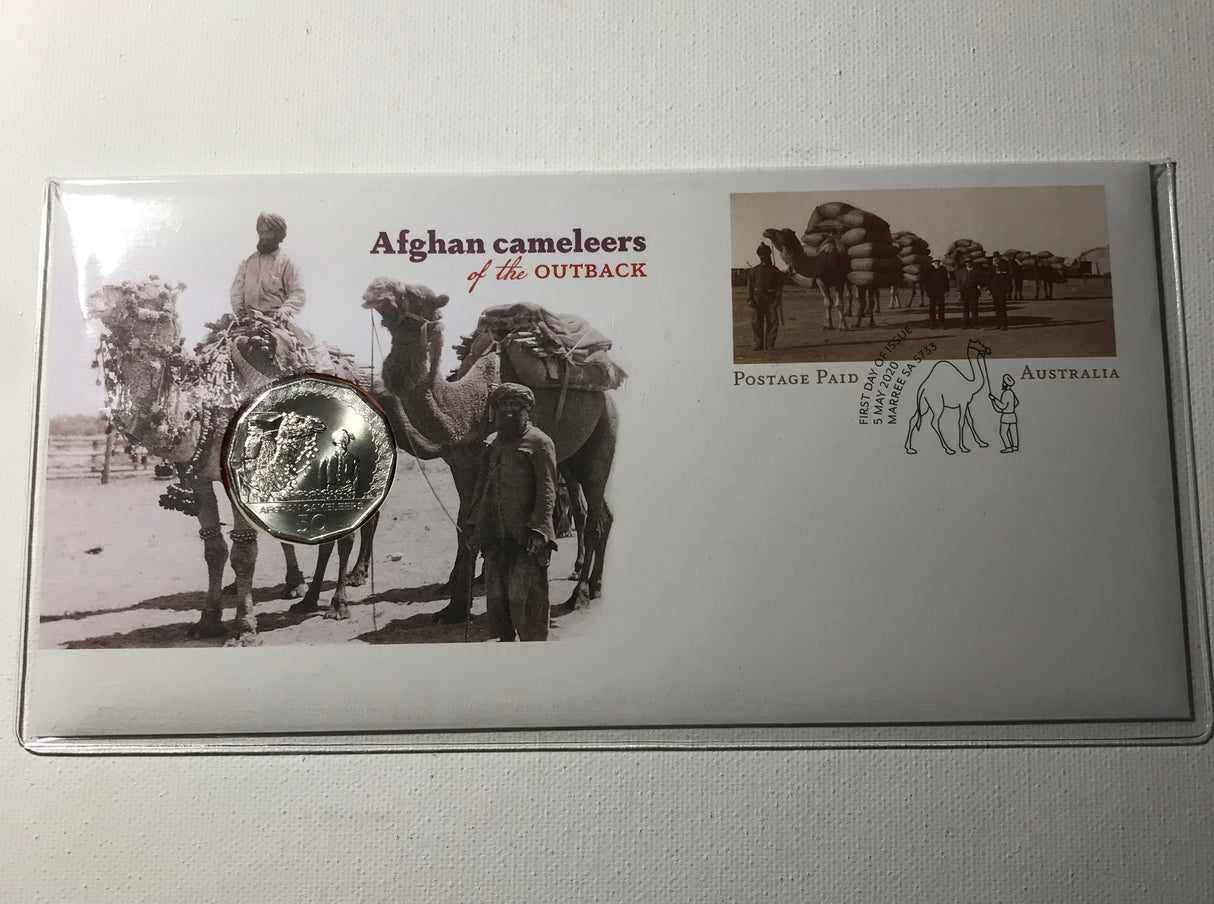 Afghan cameleers
of the OUTBACK
POSTAGE PAID AUSTRALIA
FIRST DAY OF ISSUE
5 MAY 2020
MARREE SA 5733
AFGHAN CAMELEERS
50